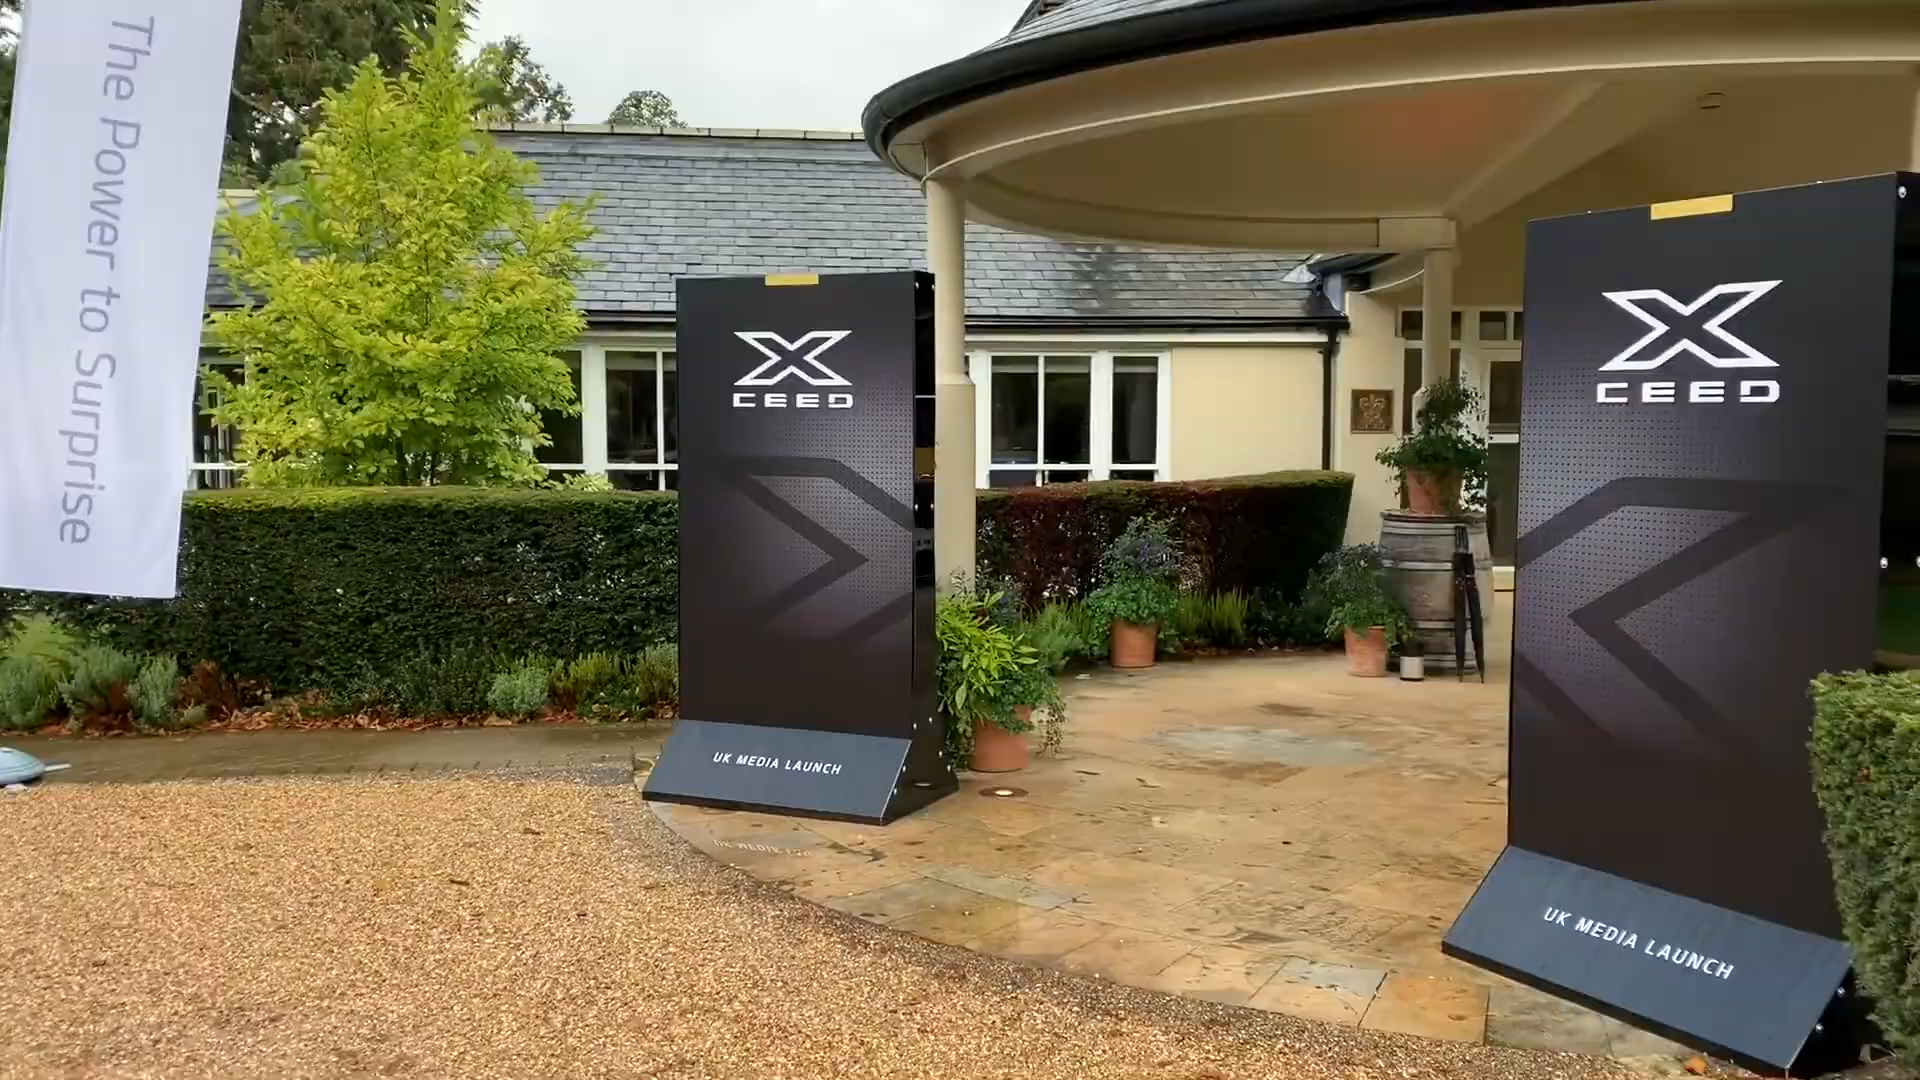 The Power to Surprise
X
CEED
UK MEDIA LAUNCH
X
CEED
UK MEDIA LAUNCH